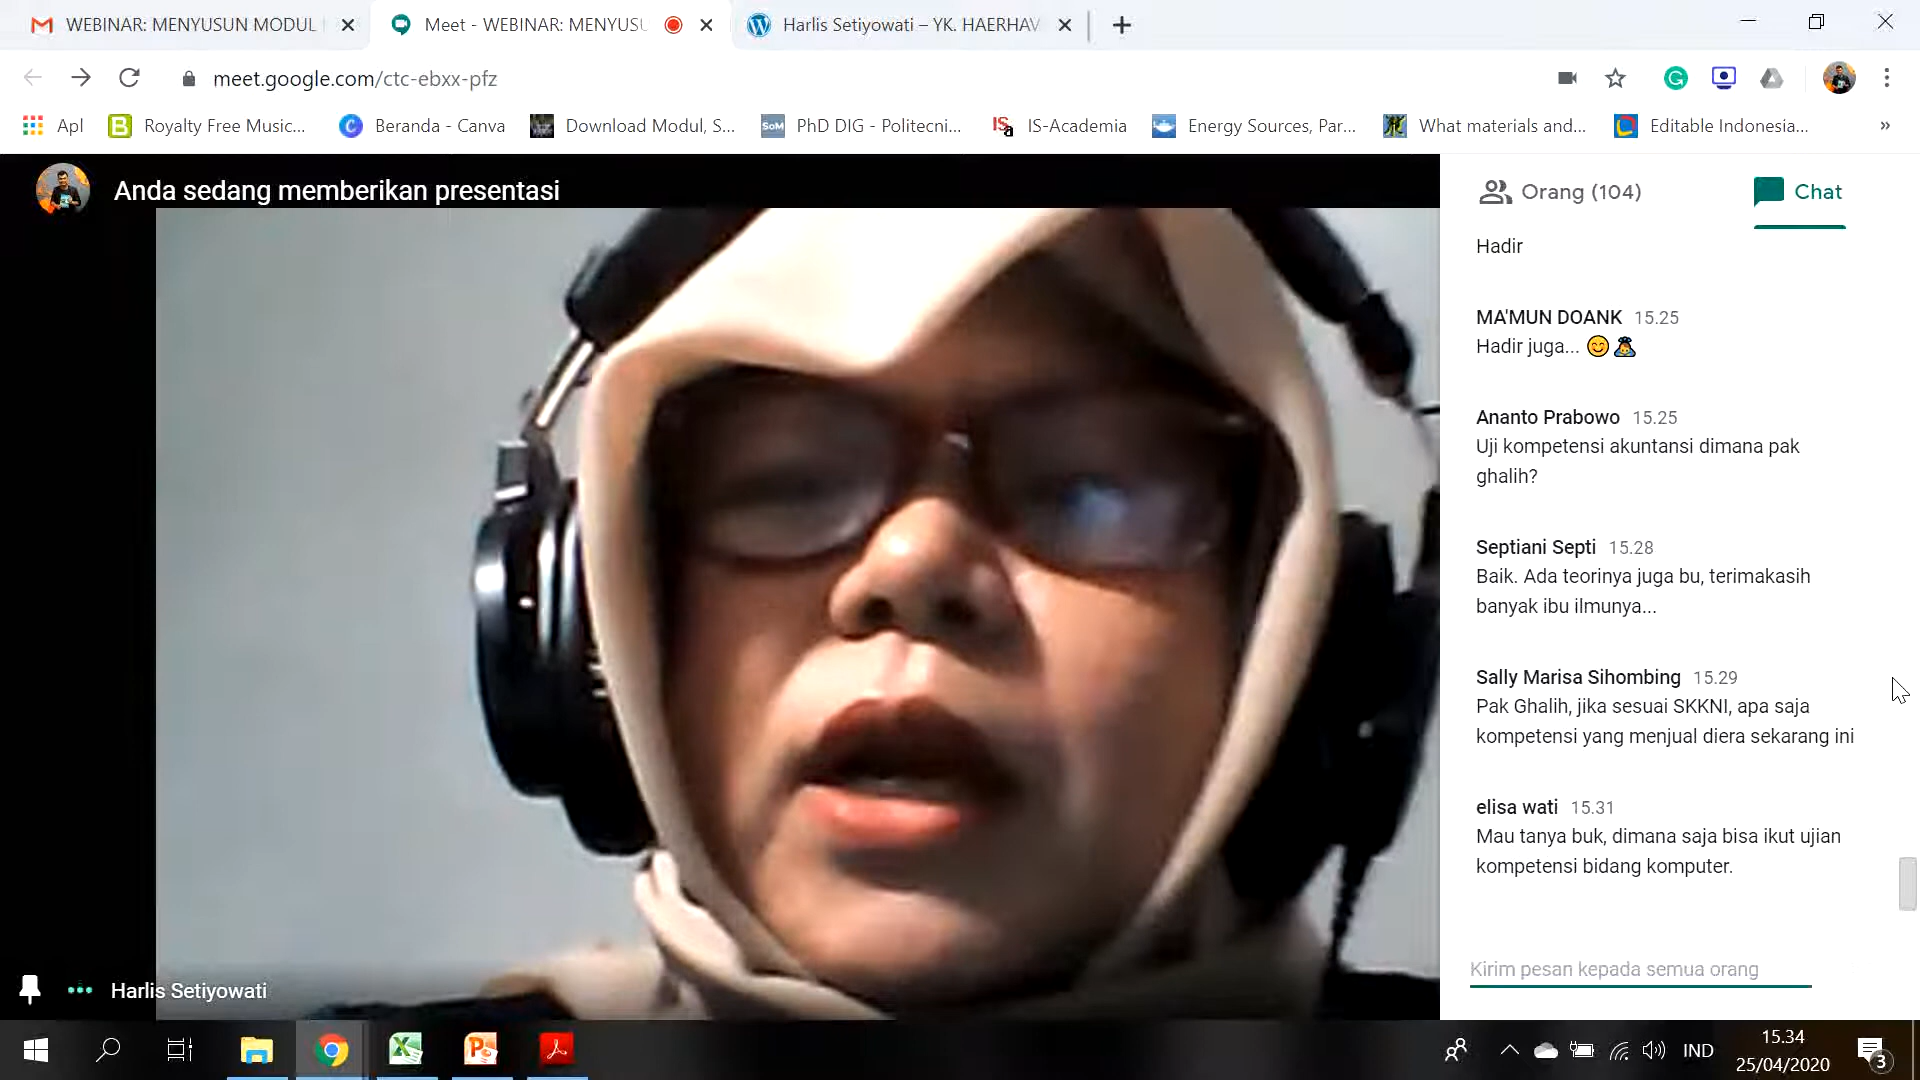 WEBINAR: MENYUSUN MODUL
Meet - WEBINAR: MENYUSU
Harlis Setiyowati – YK. HAERHAV
meet.google.com/ctc-ebxx-pfz
Apl
Royalty Free Music...
Beranda - Canva
Download Modul, S...
SoM
PhD DIG - Politecni...
IS-Academia
Energy Sources, Par...
What materials and...
Editable Indonesia...
Anda sedang memberikan presentasi
Orang (104)
Chat
Hadir
MA'MUN DOANK 15.25
Hadir juga... 😊🙇
Ananto Prabowo 15.25
Uji kompetensi akuntansi dimana pak
ghalih?
Septiani Septi 15.28
Baik. Ada teorinya juga bu, terimakasih
banyak ibu ilmunya...
Sally Marisa Sihombing 15.29
Pak Ghalih, jika sesuai SKKNI, apa saja
kompetensi yang menjual diera sekarang ini
elisa wati 15.31
Mau tanya buk, dimana saja bisa ikut ujian
kompetensi bidang komputer.
Kirim pesan kepada semua orang
Harlis Setiyowati
IND
15.34
25/04/2020
3